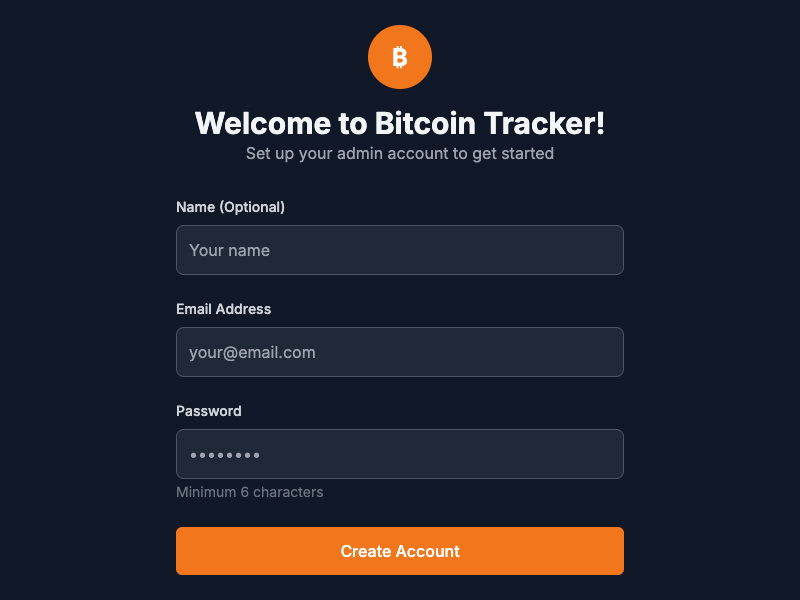 ₿
Welcome to Bitcoin Tracker!
Set up your admin account to get started
Name (Optional)
Your name
Email Address
your@email.com
Password
••••••••
Minimum 6 characters
Create Account